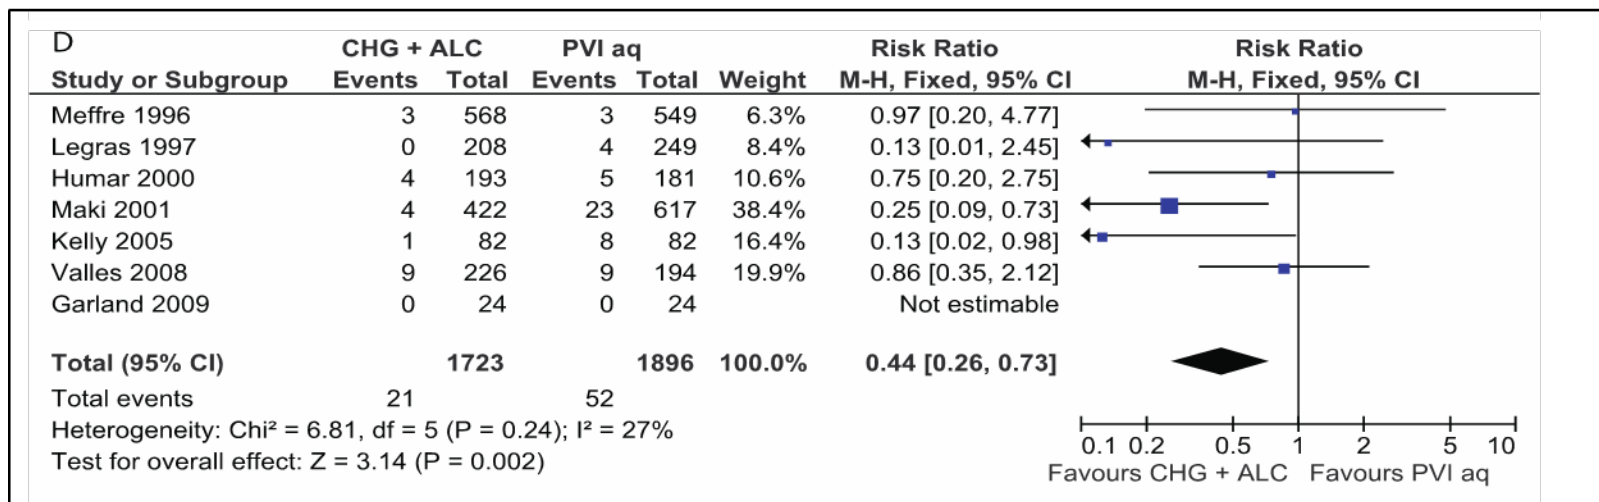 D
CHG + ALC PVI aq Risk Ratio Risk Ratio
Study or Subgroup Events Total Events Total Weight M-H, Fixed, 95% CI M-H, Fixed, 95% CI
Meffre 1996 3 568 3 549 6.3% 0.97 [0.20, 4.77]
Legras 1997 0 208 4 249 8.4% 0.13 [0.01, 2.45]
Humar 2000 4 193 5 181 10.6% 0.75 [0.20, 2.75]
Maki 2001 4 422 23 617 38.4% 0.25 [0.09, 0.73]
Kelly 2005 1 82 8 82 16.4% 0.13 [0.02, 0.98]
Valles 2008 9 226 9 194 19.9% 0.86 [0.35, 2.12]
Garland 2009 0 24 0 24 Not estimable
Total (95% CI) 1723 1896 100.0% 0.44 [0.26, 0.73]
Total events 21 52
Heterogeneity: Chi² = 6.81, df = 5 (P = 0.24); I² = 27%
Test for overall effect: Z = 3.14 (P = 0.002)
0.1 0.2 0.5 1 2 5 10
Favours CHG + ALC Favours PVI aq